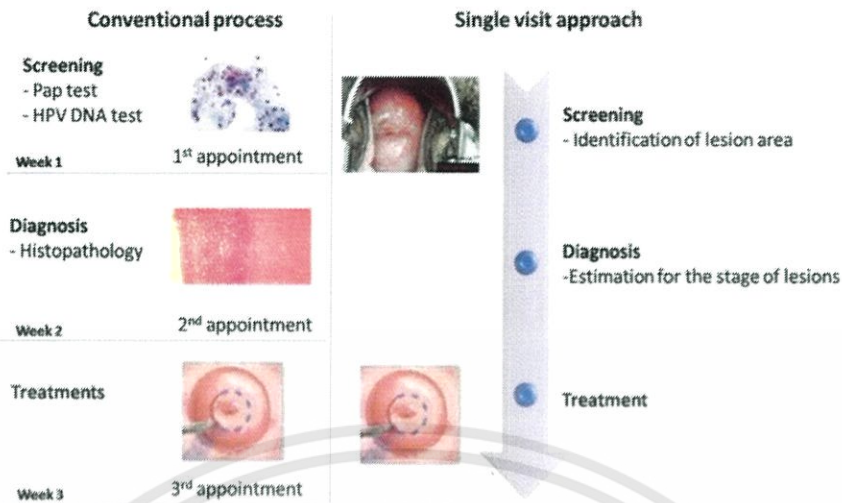 Conventional process
Single visit approach
Screening
- Pap test
- HPV DNA test
Week 1
1st appointment
Screening
- Identification of lesion area
Diagnosis
- Histopathology
Week 2
2nd appointment
Diagnosis
-Estimation for the stage of lesions
Treatments
Week 3
3rd appointment
Treatment